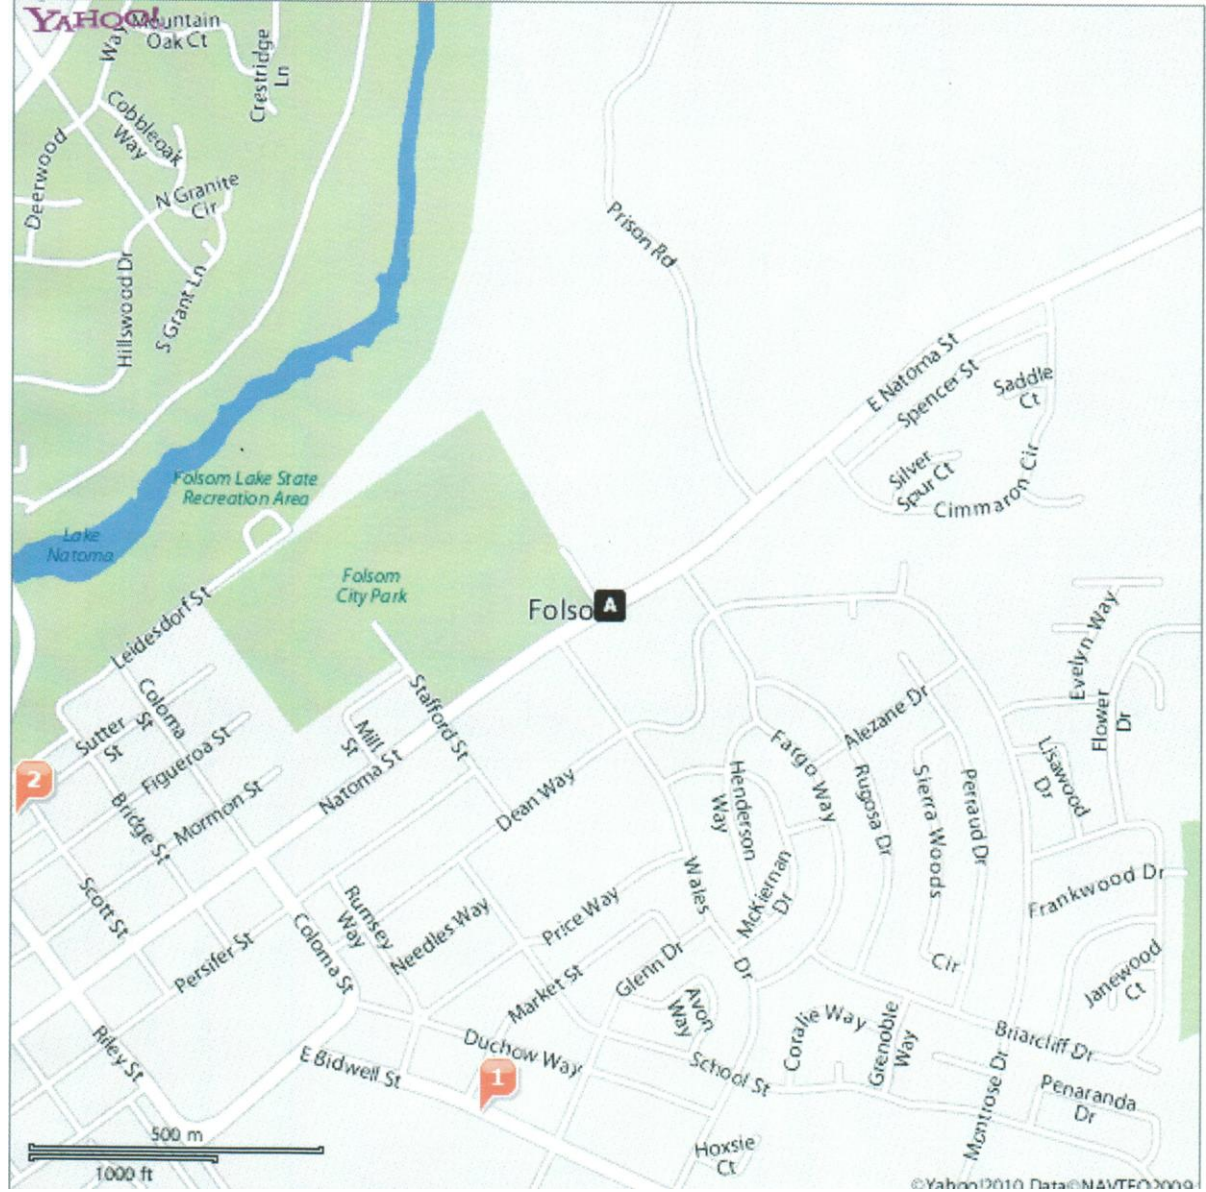 YAHOO!
Mountain
Oak Ct
Way
Crestridge
Ln
Cobbleoak
Way
Deerwood
N Granite
Cir
Hillswood Dr
S Grant Ln
Prison Rd
E Natoma St
Spencer St
Saddle
Ct
Silver
Spur Ct
Cimmaron Cir
Folsom Lake State
Recreation Area
Lake
Natoma
Folsom
City Park
Folso
A
Leidesdorf St
Evelyn Way
Flower
Dr
Coloma
St
Stafford St
Sutter
St
Mill
St
Figueroa St
Alezane Dr
Fargo Way
Lisawood
Dr
2
Natoma St
Dean Way
Henderson
Way
Rugosa Dr
Sierra Woods
Cir
Perraud Dr
Bridge St
Mormon St
Wales
Dr
McKiernan
Dr
Frankwood Dr
Scott St
Rumsey
Way
Needles Way
Price Way
Coloma St
Persifer St
Market St
Glenn Dr
Avon
Way
Janewood
Ct
Coralie Way
Grenoble
Way
Briarcliff Dr
Riley St
E Bidwell St
Duchow Way
1
School St
Montrose Dr
Penaranda
Dr
Hoxsie
Ct
500 m
1000 ft
©Yahoo!2010, Data©NAVTEQ2009